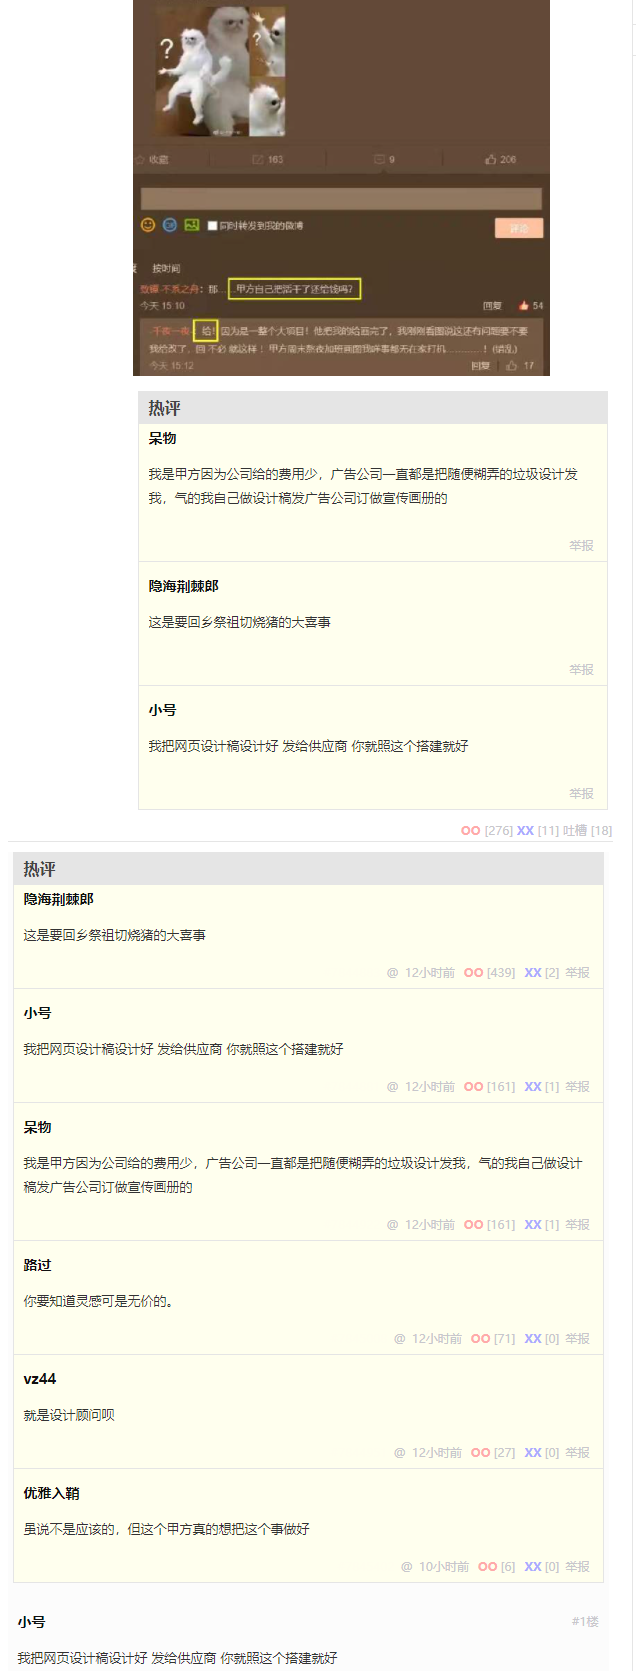 ?
?
收藏
163
9
206
同时转发到我的微博
评论
按时间
甲方自己把活干了还给钱吗？
今天 15:10
回复
54
给！因为是一整个大项目！他把我的给画完了，我刚刚看图说这还有问题要不要
我给改了、回 不必 就这样 ！甲方周末熬夜加班画图我
！
今天 15:12
回复
17
热评
呆物
我是甲方因为公司给的费用少，广告公司一直都是把随便糊弄的垃圾设计发
我，气的我自己做设计稿发广告公司订做宣传画册的
举报
隐海荆棘郎
这是要回乡祭祖切烧猪的大喜事
举报
小号
我把网页设计稿设计好 发给供应商 你就照这个搭建就好
举报
OO [276] XX [11] 吐槽 [18]
热评
隐海荆棘郎
这是要回乡祭祖切烧猪的大喜事
@ 12小时前 OO [439] XX [2] 举报
小号
我把网页设计稿设计好 发给供应商 你就照这个搭建就好
@ 12小时前 OO [161] XX [1] 举报
呆物
我是甲方因为公司给的费用少，广告公司一直都是把随便糊弄的垃圾设计发我，气的我自己做设计
稿发广告公司订做宣传画册的
@ 12小时前 OO [161] XX [1] 举报
路过
你要知道灵感可是无价的。
@ 12小时前 OO [71] XX [0] 举报
vz44
就是设计顾问呗
@ 12小时前 OO [27] XX [0] 举报
优雅入鞘
虽说不是应该的，但这个甲方真的想把这个事做好
@ 10小时前 OO [6] XX [0] 举报
小号
#1楼
我把网页设计稿设计好 发给供应商 你就照这个搭建就好